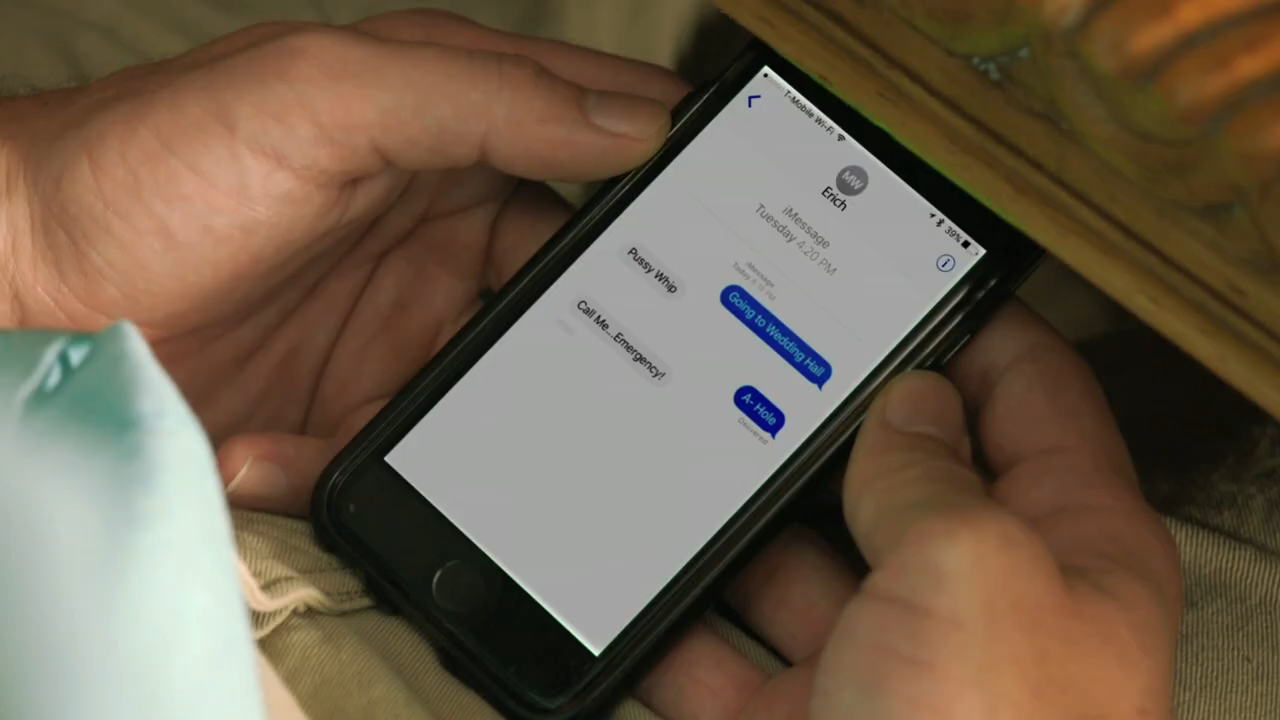 T-Mobile Wi-Fi
39%
MW
Erich
iMessage
Tuesday 4:20 PM
iMessage
Going to Wedding Hall
Pussy Whip
A- Hole
Delivered
Call Me...Emergency!